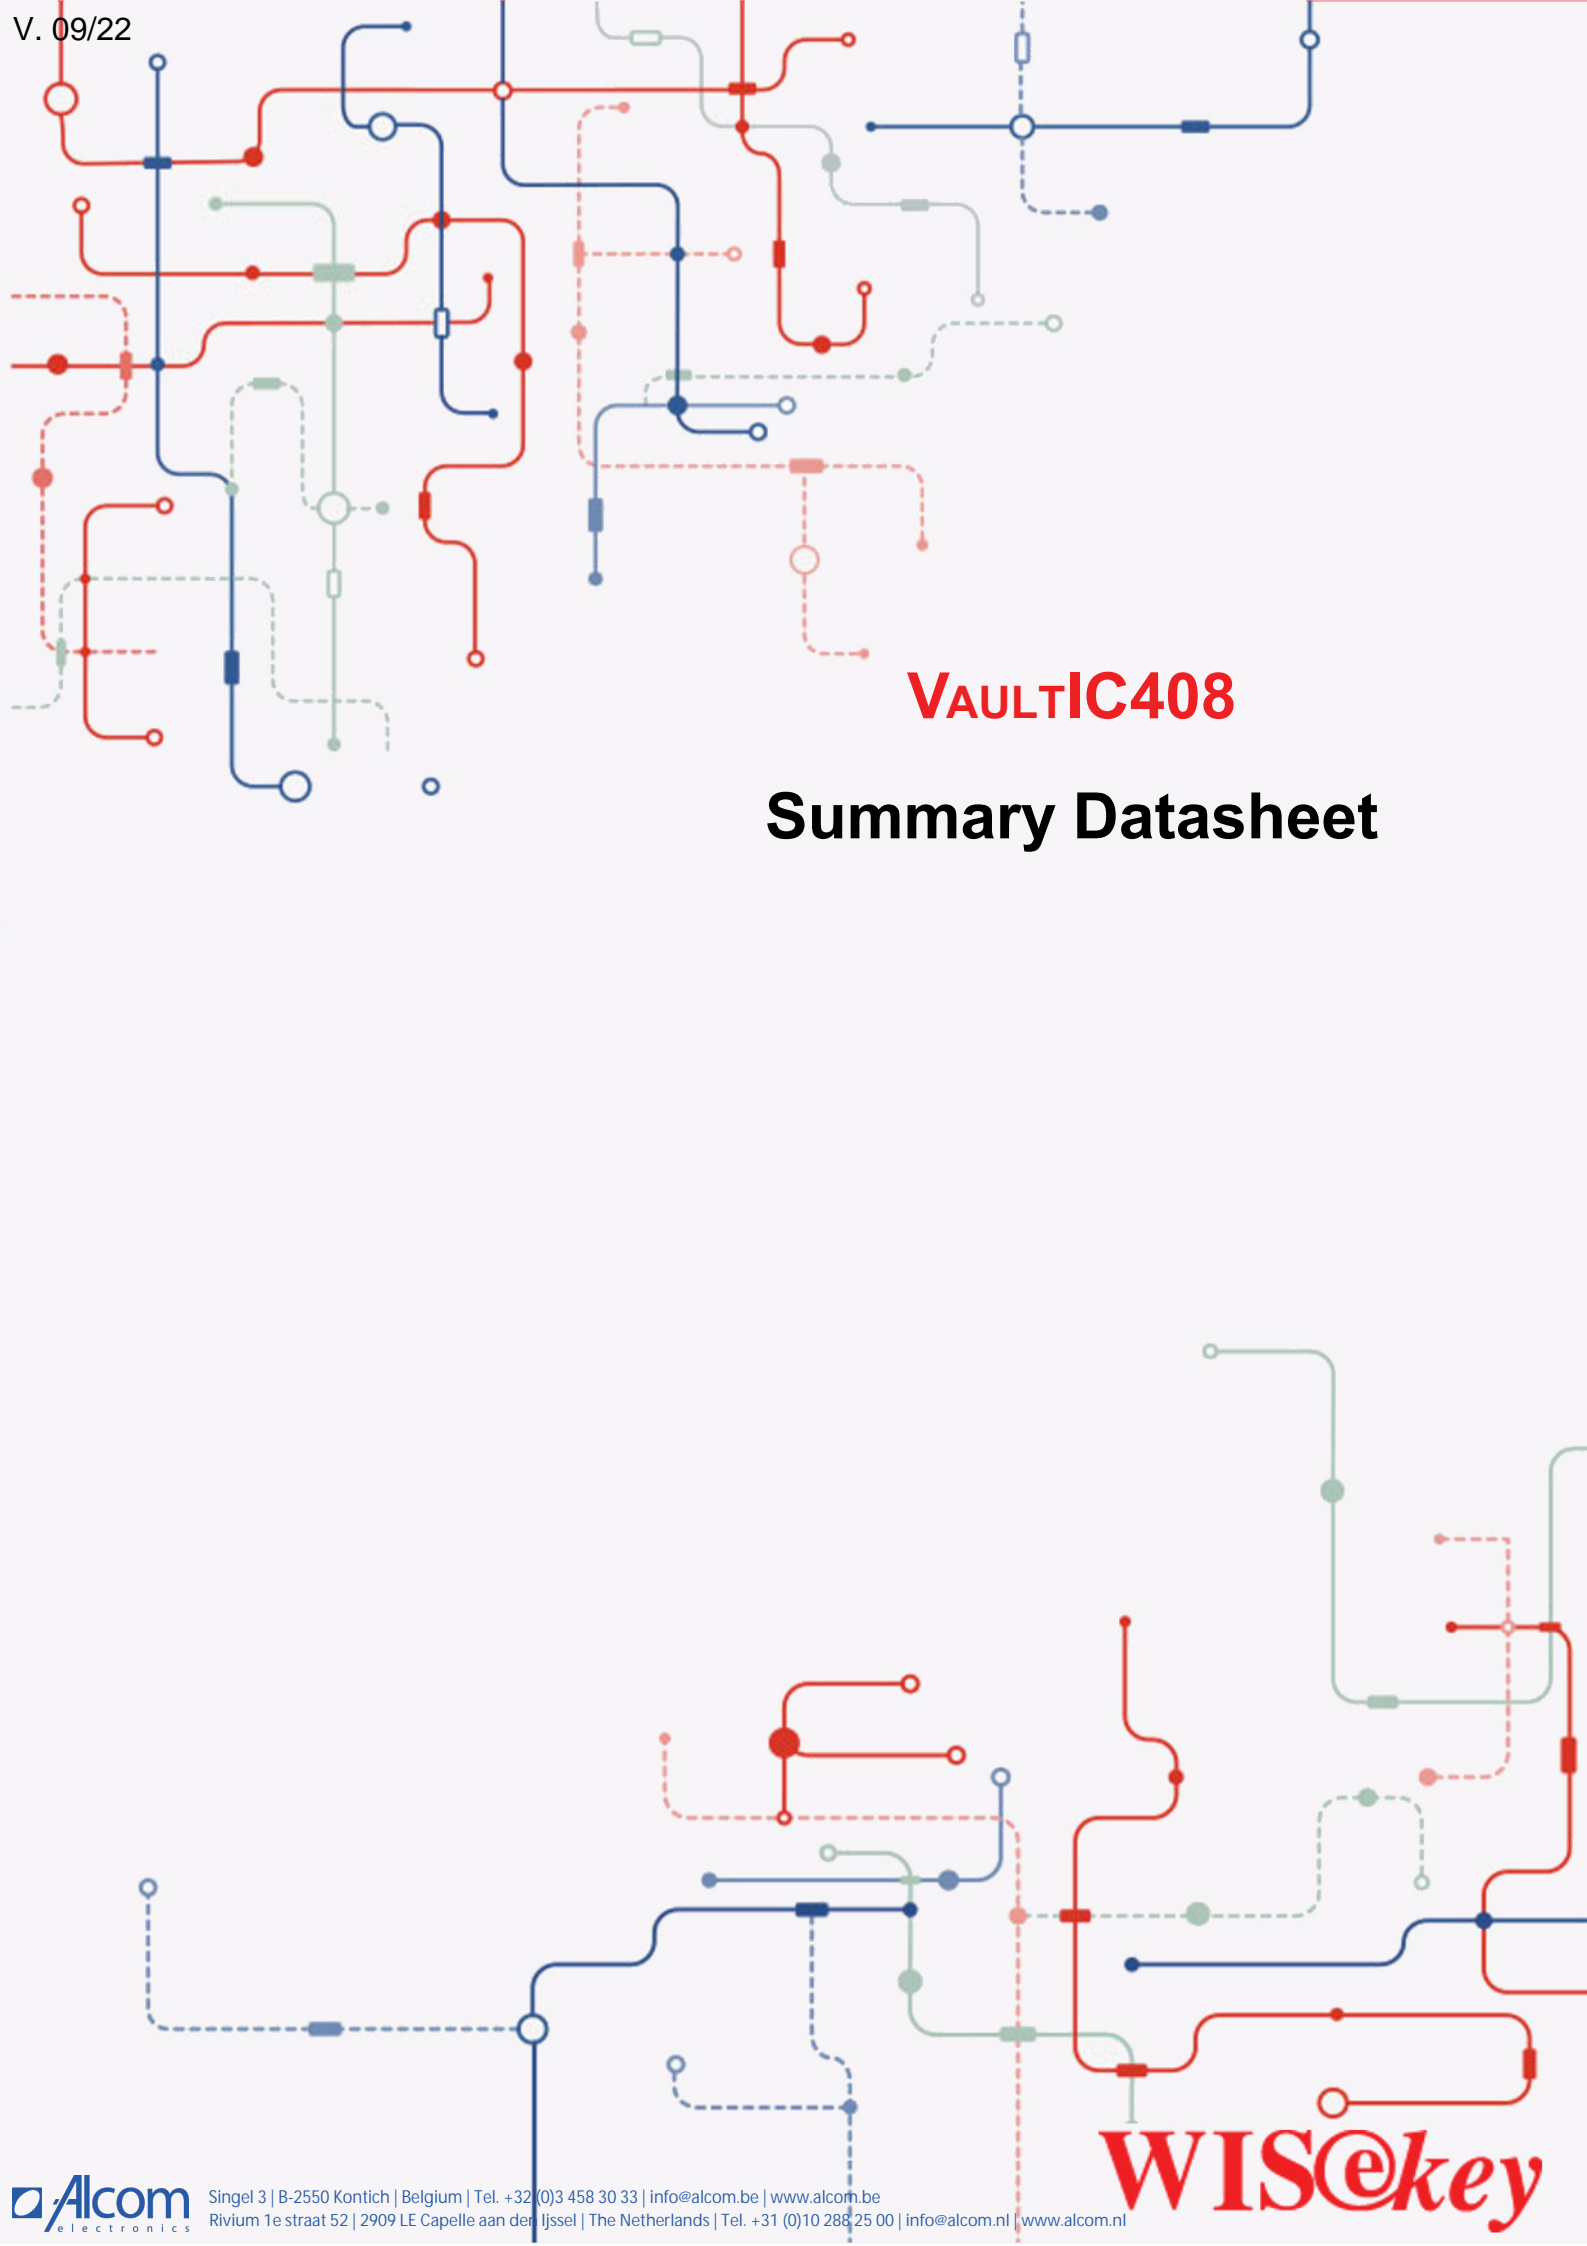 V. 09/22
VAULTIC408
Summary Datasheet
WISekey
Alcom
electronics
Singel 3 | B-2550 Kontich | Belgium | Tel. +32 (0)3 458 30 33 | info@alcom.be | www.alcom.be
Rivium 1e straat 52 | 2909 LE Capelle aan den Ijssel | The Netherlands | Tel. +31 (0)10 288 25 00 | info@alcom.nl | www.alcom.nl